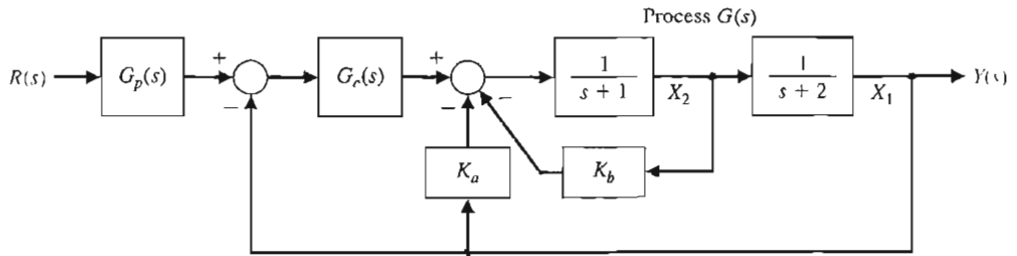 Process G(s)
R(s)
G_p(s)
+
−
G_c(s)
+
−
−
1
s + 1
X_2
1
s + 2
X_1
Y(s)
K_a
K_b